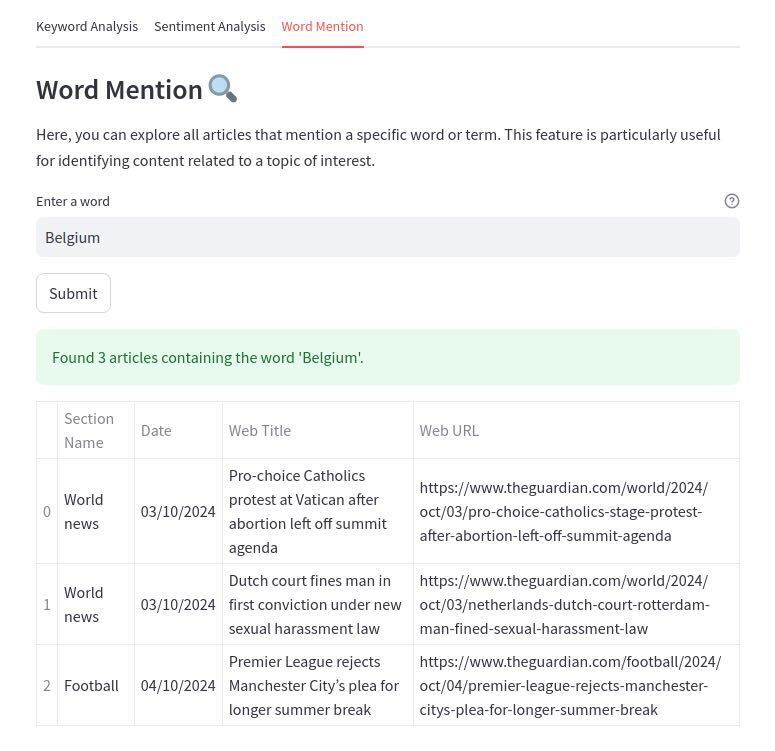 Keyword Analysis Sentiment Analysis Word Mention
Word Mention
Here, you can explore all articles that mention a specific word or term. This feature is particularly useful
for identifying content related to a topic of interest.
Enter a word
Belgium
Submit
Found 3 articles containing the word 'Belgium'.
Section
Name
Date
Web Title
Web URL
0
World
news
03/10/2024
Pro-choice Catholics
protest at Vatican after
abortion left off summit
agenda
https://www.theguardian.com/world/2024/
oct/03/pro-choice-catholics-stage-protest-
after-abortion-left-off-summit-agenda
1
World
news
03/10/2024
Dutch court fines man in
first conviction under new
sexual harassment law
https://www.theguardian.com/world/2024/
oct/03/netherlands-dutch-court-rotterdam-
man-fined-sexual-harassment-law
2
Football
04/10/2024
Premier League rejects
Manchester City’s plea for
longer summer break
https://www.theguardian.com/football/2024/
oct/04/premier-league-rejects-manchester-
citys-plea-for-longer-summer-break